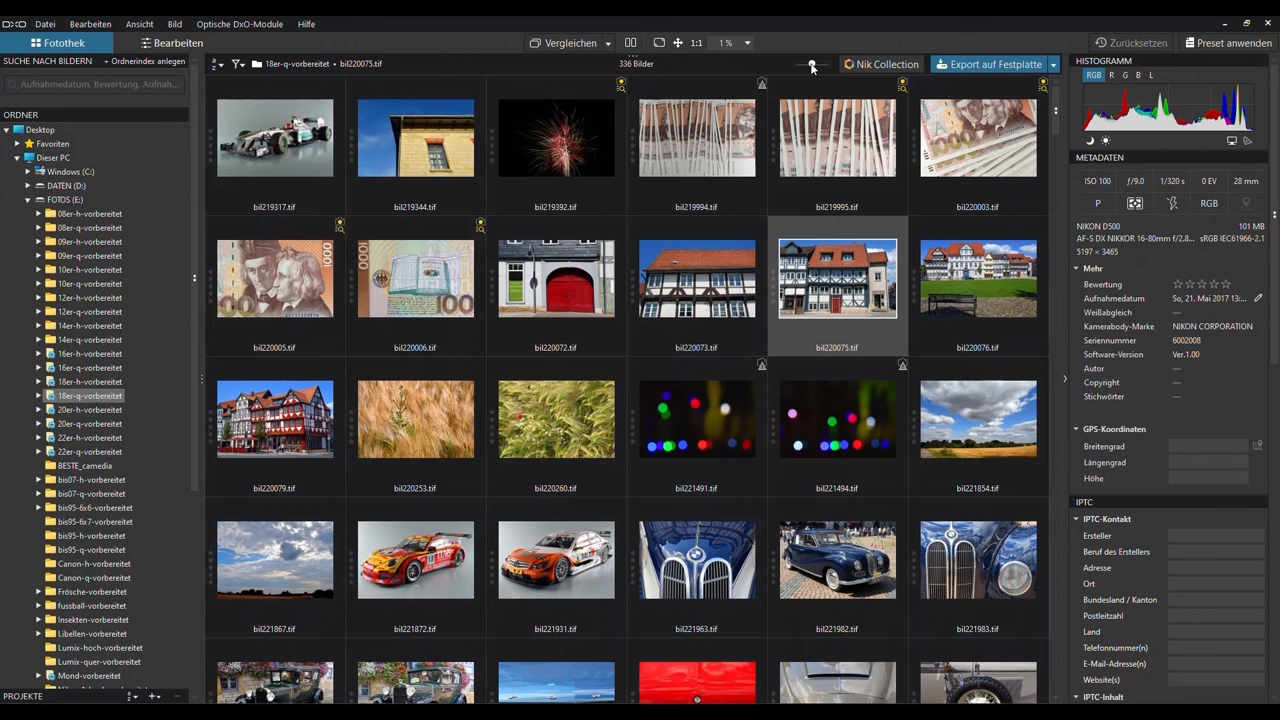 DXO Datei Bearbeiten Ansicht Bild Optische DxO-Module Hilfe
Fotothek Bearbeiten Vergleichen 1:1 1 % Zurücksetzen Preset anwenden
SUCHE NACH BILDERN + Ordnerindex anlegen
18er-q-vorbereitet • bil220075.tif 336 Bilder Nik Collection Export auf Festplatte
Aufnahmedatum, Bewertung, Aufnah...
ORDNER
Desktop
Favoriten
Dieser PC
Windows (C:)
DATEN (D:)
FOTOS (E:)
08er-h-vorbereitet
08er-q-vorbereitet
09er-h-vorbereitet
09er-q-vorbereitet
10er-h-vorbereitet
10er-q-vorbereitet
12er-h-vorbereitet
12er-q-vorbereitet
14er-h-vorbereitet
14er-q-vorbereitet
16er-h-vorbereitet
16er-q-vorbereitet
18er-h-vorbereitet
18er-q-vorbereitet
20er-h-vorbereitet
20er-q-vorbereitet
22er-h-vorbereitet
22er-q-vorbereitet
BESTE_camedia
bis07-h-vorbereitet
bis07-q-vorbereitet
bis95-6x6-vorbereitet
bis95-6x7-vorbereitet
bis95-h-vorbereitet
bis95-q-vorbereitet
Canon-h-vorbereitet
Canon-q-vorbereitet
Frösche-vorbereitet
fussball-vorbereitet
Insekten-vorbereitet
Libellen-vorbereitet
Lumix-hoch-vorbereitet
Lumix-quer-vorbereitet
Mond-vorbereitet
PROJEKTE
bil219317.tif bil219344.tif bil219392.tif bil219994.tif bil219995.tif bil220003.tif
bil220005.tif bil220006.tif bil220072.tif bil220073.tif bil220075.tif bil220076.tif
bil220079.tif bil220253.tif bil220260.tif bil221491.tif bil221494.tif bil221854.tif
bil221867.tif bil221872.tif bil221931.tif bil221963.tif bil221982.tif bil221983.tif
HISTOGRAMM
RGB R G B L
METADATEN
ISO 100 ƒ/9.0 1/320 s 0 EV 28 mm
P RGB
NIKON D500 101 MB
AF-S DX NIKKOR 16-80mm f/2.8... sRGB IEC61966-2.1
5197 × 3465
Mehr
Bewertung
Aufnahmedatum So, 21. Mai 2017 13:...
Weißabgleich —
Kamerabody-Marke NIKON CORPORATION
Seriennummer 6002008
Software-Version Ver.1.00
Autor —
Copyright —
Stichwörter —
GPS-Koordinaten
Breitengrad
Längengrad
Höhe
IPTC
IPTC-Kontakt
Ersteller
Beruf des Erstellers
Adresse
Ort
Bundesland / Kanton
Postleitzahl
Land
Telefonnummer(n)
E-Mail-Adresse(n)
Website(s)
IPTC-Inhalt